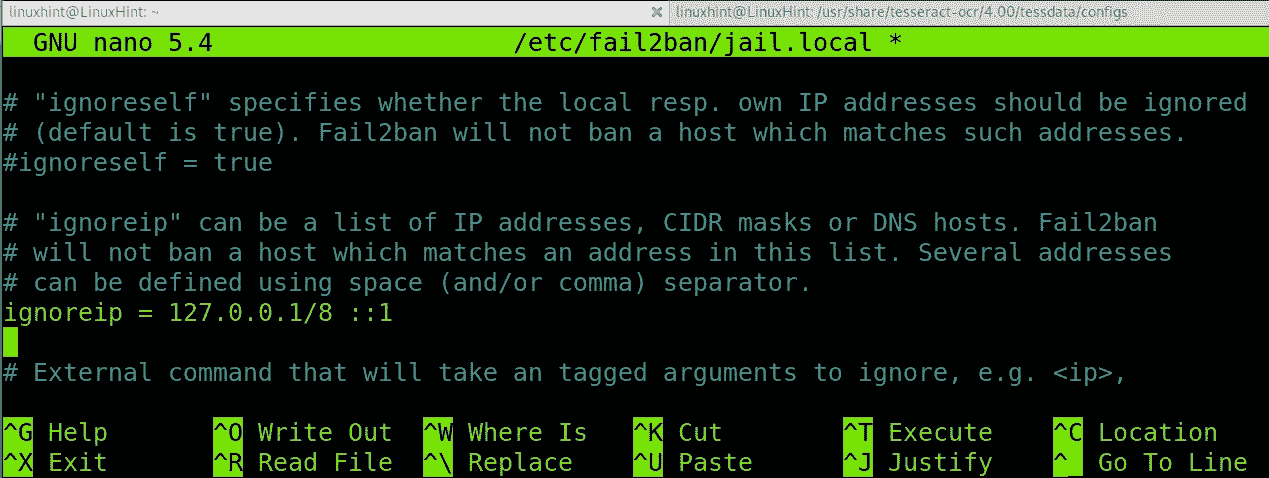 linuxhint@LinuxHint: ~ ✖ linuxhint@LinuxHint: /usr/share/tesseract-ocr/4.00/tessdata/configs
GNU nano 5.4 /etc/fail2ban/jail.local *
# "ignoreself" specifies whether the local resp. own IP addresses should be ignored
# (default is true). Fail2ban will not ban a host which matches such addresses.
#ignoreself = true
# "ignoreip" can be a list of IP addresses, CIDR masks or DNS hosts. Fail2ban
# will not ban a host which matches an address in this list. Several addresses
# can be defined using space (and/or comma) separator.
ignoreip = 127.0.0.1/8 ::1
# External command that will take an tagged arguments to ignore, e.g. <ip>,
^G Help ^O Write Out ^W Where Is ^K Cut ^T Execute ^C Location
^X Exit ^R Read File ^\ Replace ^U Paste ^J Justify ^ Go To Line